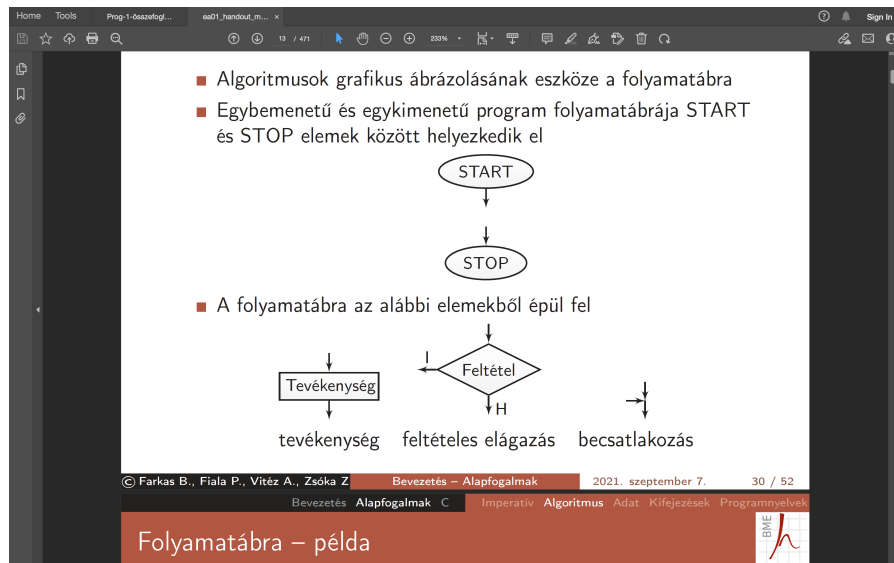 Home Tools Prog-1-összefogl... ea01_handout_m... × Sign In
13 / 471 233%
Algoritmusok grafikus ábrázolásának eszköze a folyamatábra
Egybemenetű és egykimenetű program folyamatábrája START
és STOP elemek között helyezkedik el
START
STOP
A folyamatábra az alábbi elemekből épül fel
I
Feltétel
Tevékenység
H
tevékenység feltételes elágazás becsatlakozás
© Farkas B., Fiala P., Vitéz A., Zsóka Z Bevezetés – Alapfogalmak 2021. szeptember 7. 30 / 52
Bevezetés Alapfogalmak C Imperatív Algoritmus Adat Kifejezések Programnyelvek
Folyamatábra – példa
BME